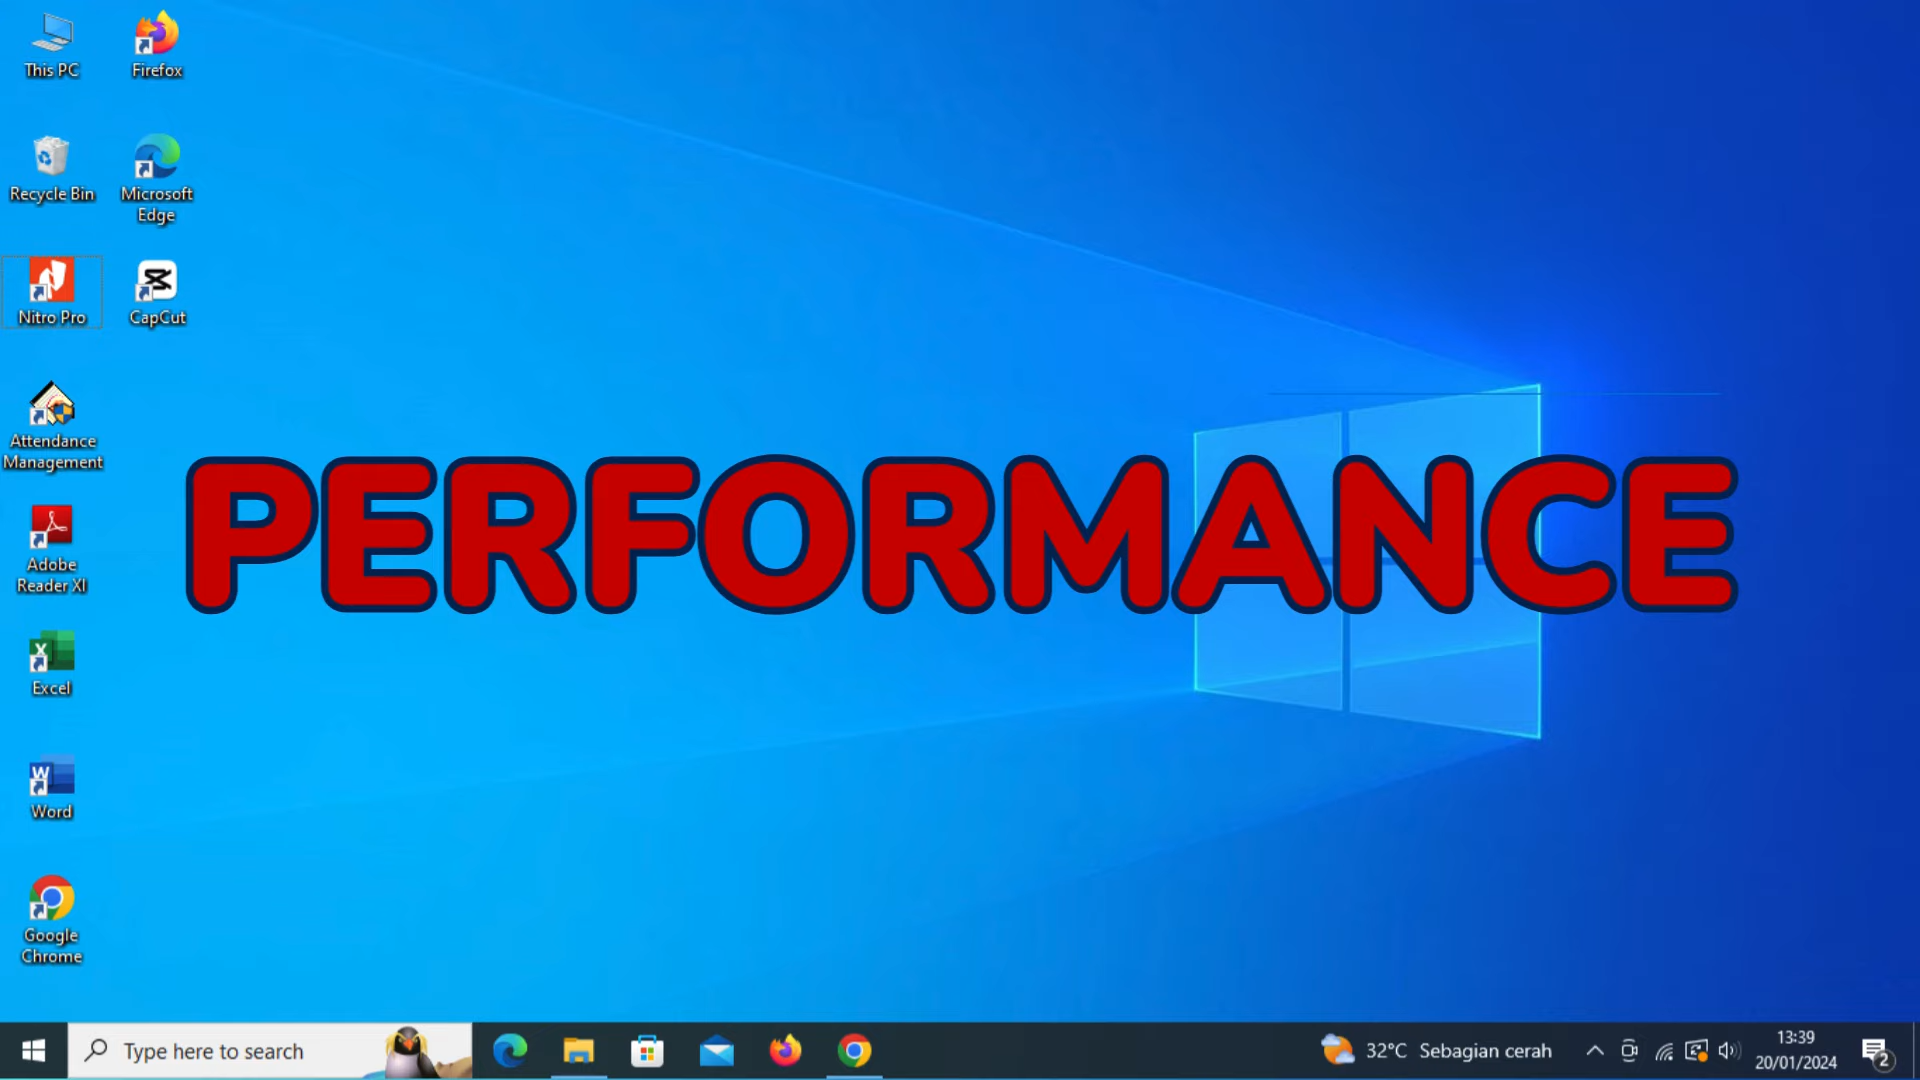 This PC
Firefox
Recycle Bin
Microsoft
Edge
Nitro Pro
CapCut
Attendance
Management
PERFORMANCE
Adobe
Reader XI
Excel
Word
Google
Chrome
Type here to search
32°C Sebagian cerah
13:39
20/01/2024
2